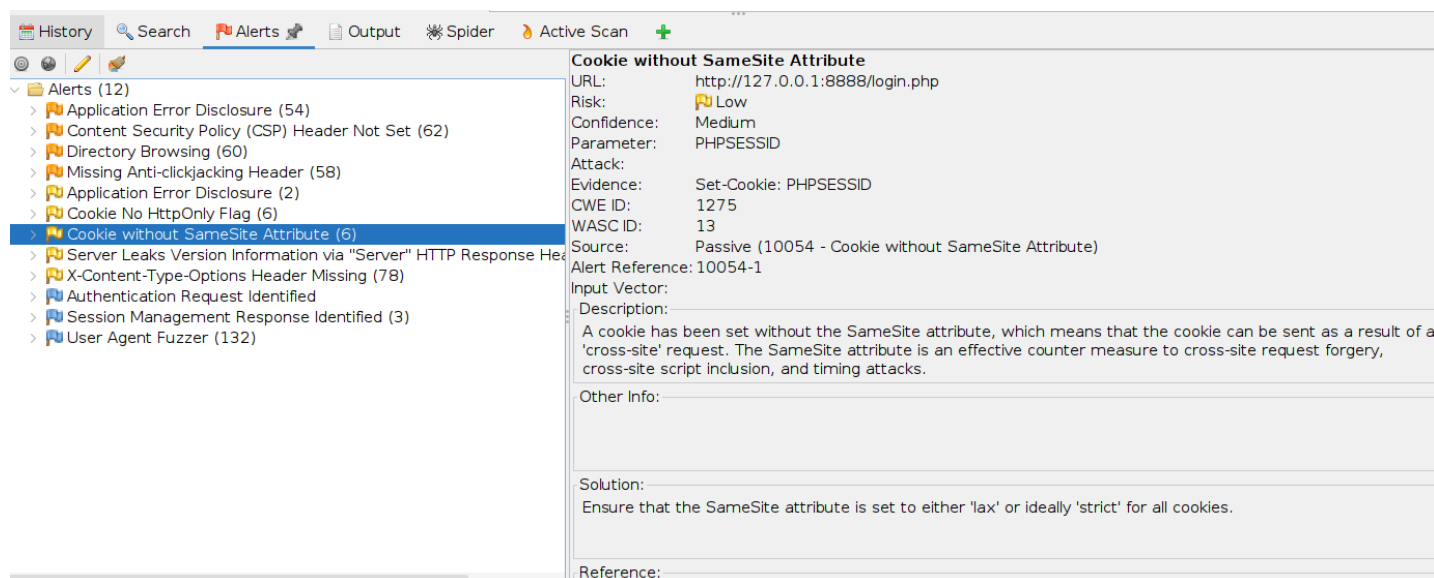 History Search Alerts Output Spider Active Scan
Alerts (12)
Application Error Disclosure (54)
Content Security Policy (CSP) Header Not Set (62)
Directory Browsing (60)
Missing Anti-clickjacking Header (58)
Application Error Disclosure (2)
Cookie No HttpOnly Flag (6)
Cookie without SameSite Attribute (6)
Server Leaks Version Information via "Server" HTTP Response Hea
X-Content-Type-Options Header Missing (78)
Authentication Request Identified
Session Management Response Identified (3)
User Agent Fuzzer (132)
Cookie without SameSite Attribute
URL: http://127.0.0.1:8888/login.php
Risk: Low
Confidence: Medium
Parameter: PHPSESSID
Attack:
Evidence: Set-Cookie: PHPSESSID
CWE ID: 1275
WASC ID: 13
Source: Passive (10054 - Cookie without SameSite Attribute)
Alert Reference: 10054-1
Input Vector:
Description:
A cookie has been set without the SameSite attribute, which means that the cookie can be sent as a result of a
'cross-site' request. The SameSite attribute is an effective counter measure to cross-site request forgery,
cross-site script inclusion, and timing attacks.
Other Info:
Solution:
Ensure that the SameSite attribute is set to either 'lax' or ideally 'strict' for all cookies.
Reference: